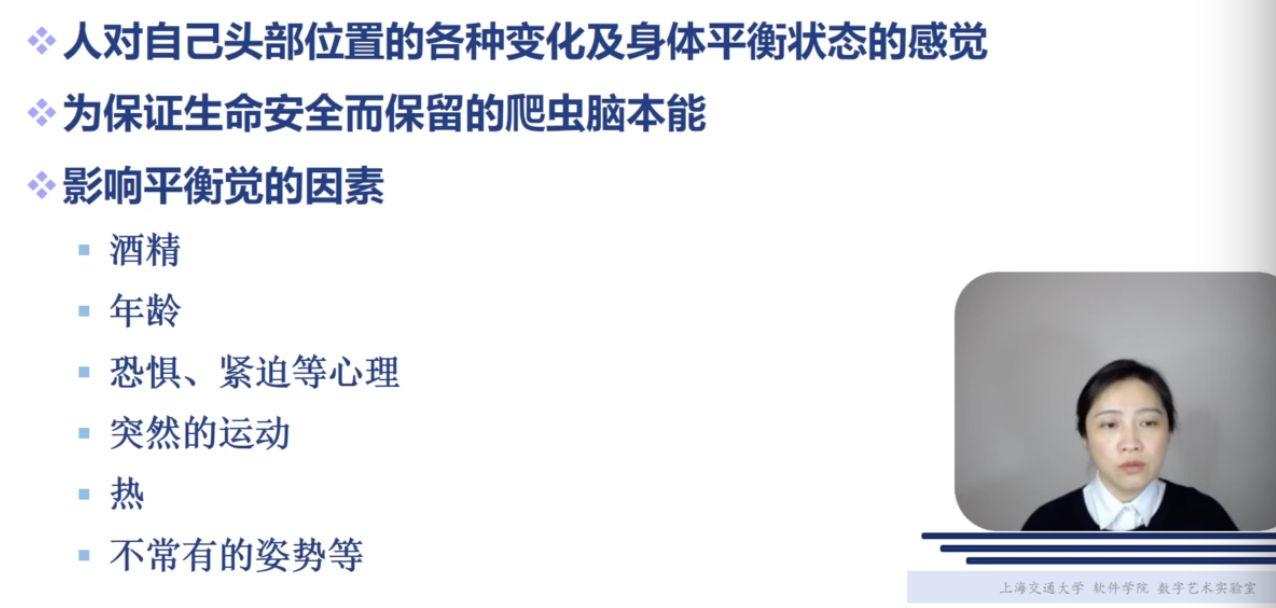 人对自己头部位置的各种变化及身体平衡状态的感觉
为保证生命安全而保留的爬虫脑本能
影响平衡觉的因素
酒精
年龄
恐惧、紧迫等心理
突然的运动
热
不常有的姿势等
上海交通大学 软件学院 数字艺术实验室